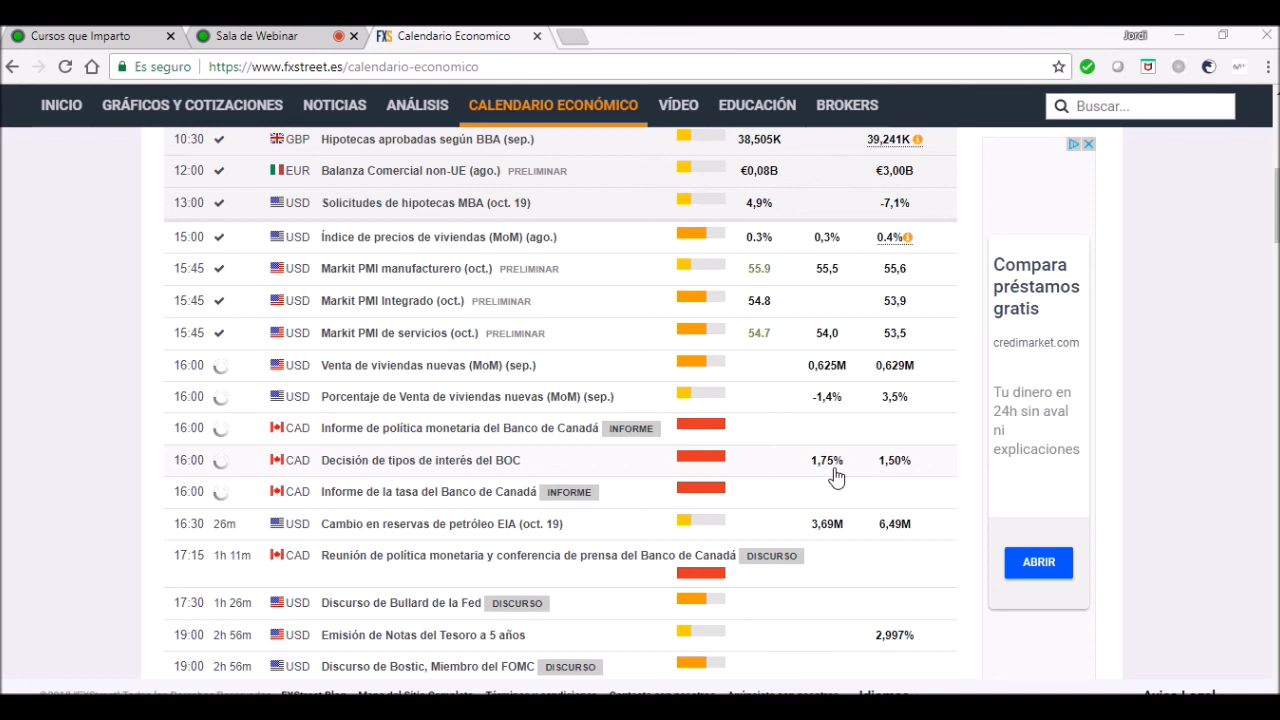 Cursos que Imparto
Sala de Webinar
FXS Calendario Economico
Jordi
Es seguro https://www.fxstreet.es/calendario-economico
INICIO GRÁFICOS Y COTIZACIONES NOTICIAS ANÁLISIS CALENDARIO ECONÓMICO VÍDEO EDUCACIÓN BROKERS Buscar...
10:30 GBP Hipotecas aprobadas según BBA (sep.) 38,505K 39,241K
12:00 EUR Balanza Comercial non-UE (ago.) PRELIMINAR €0,08B €3,00B
13:00 USD Solicitudes de hipotecas MBA (oct. 19) 4,9% -7,1%
15:00 USD Índice de precios de viviendas (MoM) (ago.) 0.3% 0,3% 0.4%
15:45 USD Markit PMI manufacturero (oct.) PRELIMINAR 55.9 55,5 55,6
15:45 USD Markit PMI Integrado (oct.) PRELIMINAR 54.8 53,9
15:45 USD Markit PMI de servicios (oct.) PRELIMINAR 54.7 54,0 53,5
16:00 USD Venta de viviendas nuevas (MoM) (sep.) 0,625M 0,629M
16:00 USD Porcentaje de Venta de viviendas nuevas (MoM) (sep.) -1,4% 3,5%
16:00 CAD Informe de política monetaria del Banco de Canadá INFORME
16:00 CAD Decisión de tipos de interés del BOC 1,75% 1,50%
16:00 CAD Informe de la tasa del Banco de Canadá INFORME
16:30 26m USD Cambio en reservas de petróleo EIA (oct. 19) 3,69M 6,49M
17:15 1h 11m CAD Reunión de política monetaria y conferencia de prensa del Banco de Canadá DISCURSO
17:30 1h 26m USD Discurso de Bullard de la Fed DISCURSO
19:00 2h 56m USD Emisión de Notas del Tesoro a 5 años 2,997%
19:00 2h 56m USD Discurso de Bostic, Miembro del FOMC DISCURSO
Compara
préstamos
gratis
credimarket.com
Tu dinero en
24h sin aval
ni
explicaciones
ABRIR